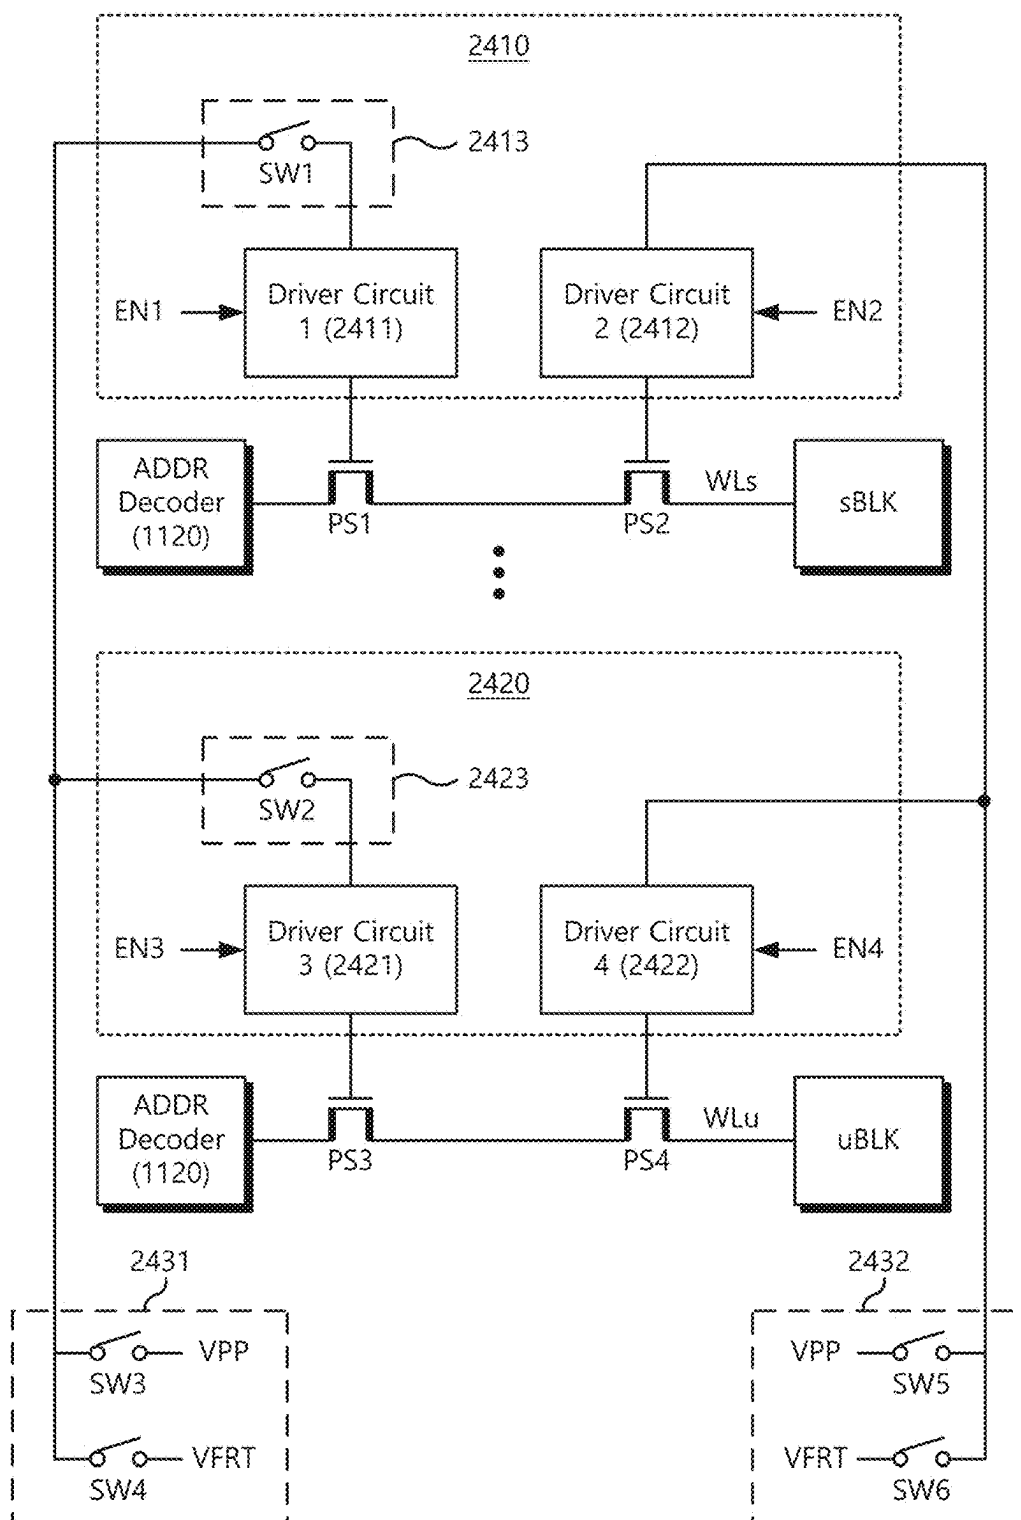 2410
2413
SW1
EN1
Driver Circuit
1 (2411)
Driver Circuit
2 (2412)
EN2
ADDR
Decoder
(1120)
PS1
PS2
WLs
sBLK
2420
2423
SW2
EN3
Driver Circuit
3 (2421)
Driver Circuit
4 (2422)
EN4
ADDR
Decoder
(1120)
PS3
PS4
WLu
uBLK
2431
VPP
SW3
VFRT
SW4
2432
VPP
SW5
VFRT
SW6